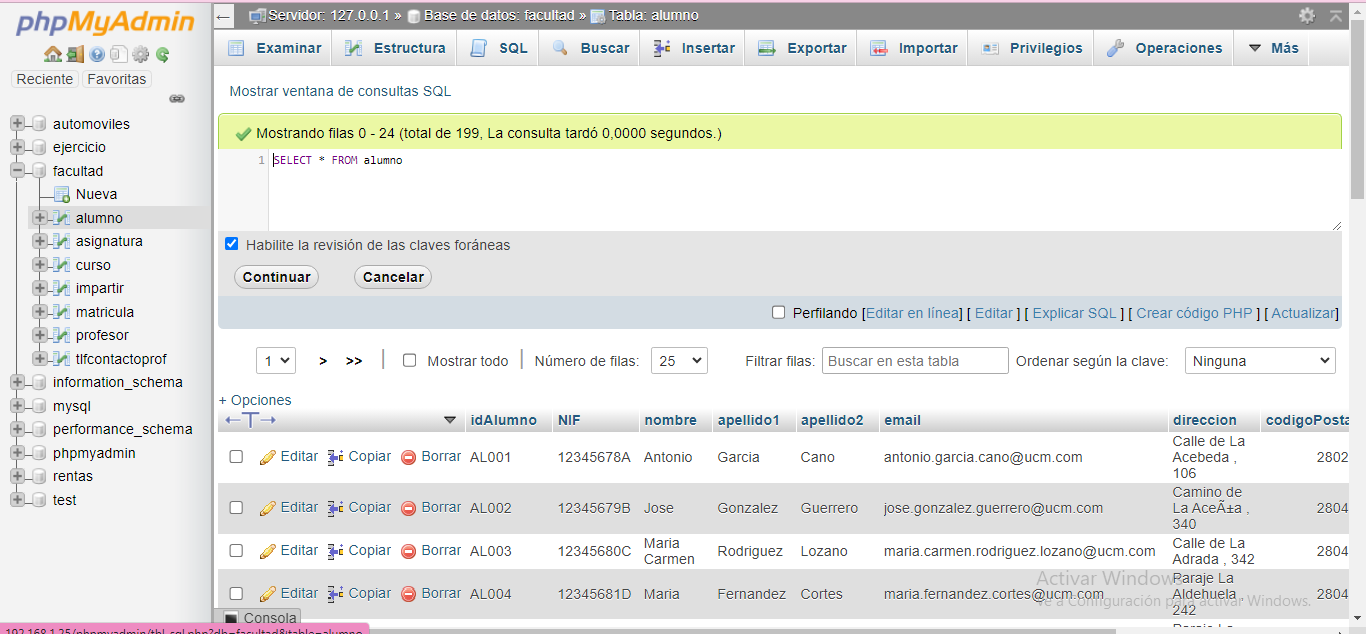 phpMyAdmin
Reciente Favoritas
automoviles
ejercicio
facultad
Nueva
alumno
asignatura
curso
impartir
matricula
profesor
tlfcontactoprof
information_schema
mysql
performance_schema
phpmyadmin
rentas
test
Servidor: 127.0.0.1 » Base de datos: facultad » Tabla: alumno
Examinar Estructura SQL Buscar Insertar Exportar Importar Privilegios Operaciones Más
Mostrar ventana de consultas SQL
Mostrando filas 0 - 24 (total de 199, La consulta tardó 0,0000 segundos.)
1 SELECT * FROM alumno
Habilite la revisión de las claves foráneas
Continuar Cancelar
Perfilando [Editar en línea] [ Editar ] [ Explicar SQL ] [ Crear código PHP ] [ Actualizar]
1 > >> | Mostrar todo | Número de filas: 25 Filtrar filas: Buscar en esta tabla Ordenar según la clave: Ninguna
+ Opciones
←T→ idAlumno NIF nombre apellido1 apellido2 email direccion codigoPosta
Editar Copiar Borrar AL001 12345678A Antonio Garcia Cano antonio.garcia.cano@ucm.com Calle de La
Acebeda ,
106 2802
Editar Copiar Borrar AL002 12345679B Jose Gonzalez Guerrero jose.gonzalez.guerrero@ucm.com Camino de
La AceÃ±a ,
340 2804
Editar Copiar Borrar AL003 12345680C Maria
Carmen Rodriguez Lozano maria.carmen.rodriguez.lozano@ucm.com Calle de La
Adrada , 342 2804
Editar Copiar Borrar AL004 12345681D Maria Fernandez Cortes maria.fernandez.cortes@ucm.com Paraje La
Aldehuela ,
242 2804
Activar Windows
Ve a Configuración para activar Windows.
Consola
192.168.1.25/phpmyadmin/tbl_sql.php?db=facultad&table=alumno